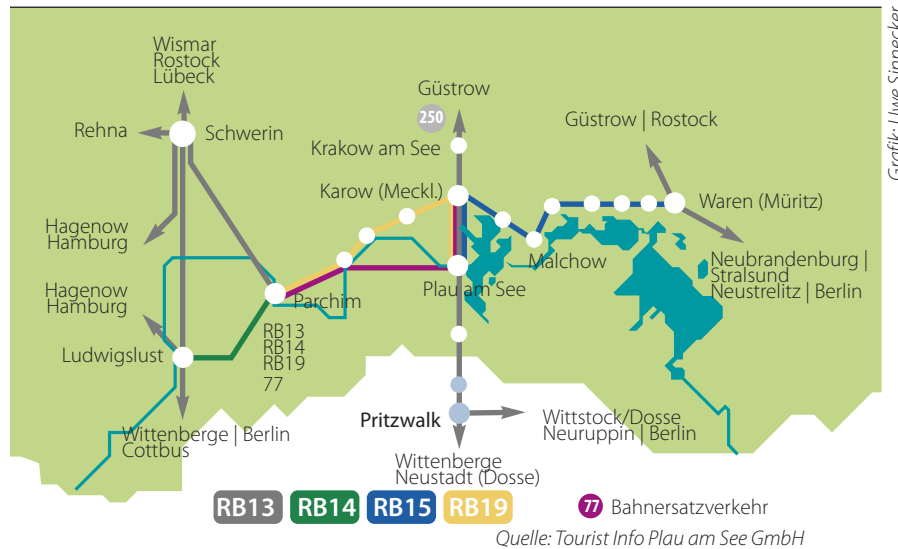 Grafik: Uwe Sinnecker
Wismar
Rostock
Lübeck
Rehna
Schwerin
Güstrow
250
Krakow am See
Güstrow | Rostock
Karow (Meckl.)
Waren (Müritz)
Hagenow
Hamburg
Malchow
Neubrandenburg |
Stralsund
Neustrelitz | Berlin
Hagenow
Hamburg
Parchim
Plau am See
RB13
RB14
RB19
77
Ludwigslust
Pritzwalk
Wittstock/Dosse
Neuruppin | Berlin
Wittenberge | Berlin
Cottbus
Wittenberge
Neustadt (Dosse)
RB13 RB14 RB15 RB19
77 Bahnersatzverkehr
Quelle: Tourist Info Plau am See GmbH